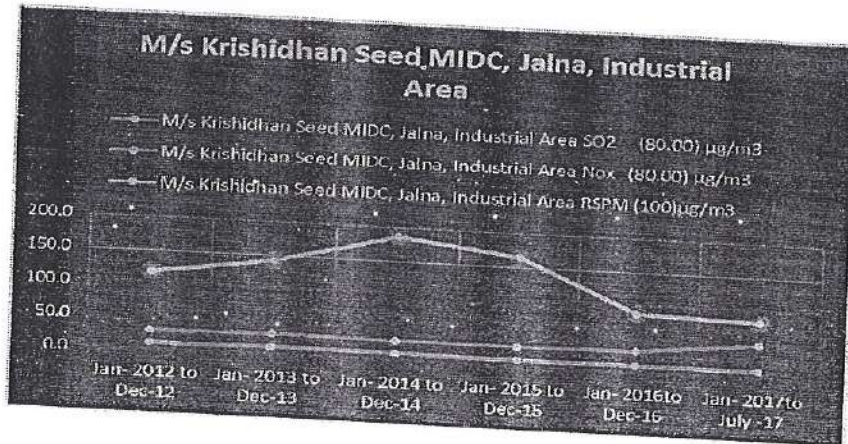 M/s Krishidhan Seed,MIDC, Jalna, Industrial
Area
M/s Krishidhan Seed MIDC, Jalna, Industrial Area SO2 (80.00) µg/m3
M/s Krishidhan Seed MIDC, Jalna, Industrial Area Nox (80.00) µg/m3
M/s Krishidhan Seed MIDC, Jalna, Industrial Area RSPM (100)µg/m3
200.0
150.0
100.0
50.0
0.0
Jan- 2012 to Dec-12
Jan- 2013 to Dec-13
Jan- 2014 to Dec-14
Jan- 2015 to Dec-15
Jan- 2016to Dec-16
Jan- 2017to July -17